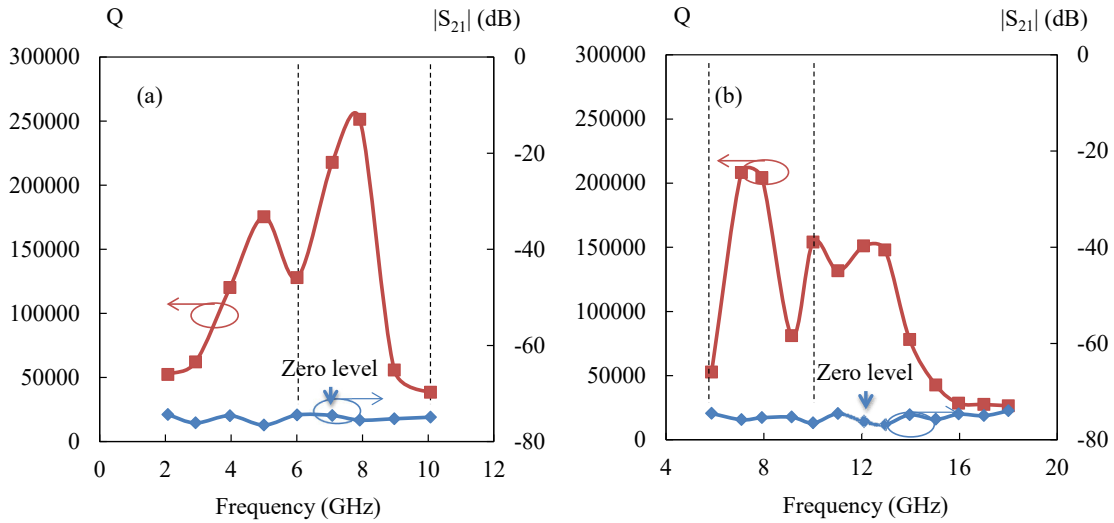 Q |S21| (dB)
300000 0
(a)
250000
-20
200000
150000 -40
100000
-60
Zero level
50000
0 -80
0 2 4 6 8 10 12
Frequency (GHz)
Q |S21| (dB)
300000 0
(b)
250000
-20
200000
150000 -40
100000
-60
Zero level
50000
0 -80
4 8 12 16 20
Frequency (GHz)